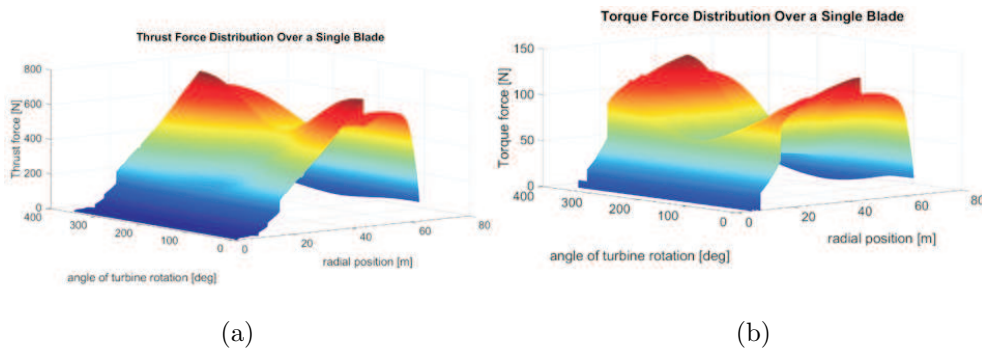 Thrust Force Distribution Over a Single Blade
800
600
400
200
0
Thrust force [N]
400
300
200
100
0
angle of turbine rotation [deg]
0
20
40
60
80
radial position [m]
(a)
Torque Force Distribution Over a Single Blade
150
100
50
0
Torque force [N]
400
300
200
100
0
angle of turbine rotation [deg]
0
20
40
60
80
radial position [m]
(b)